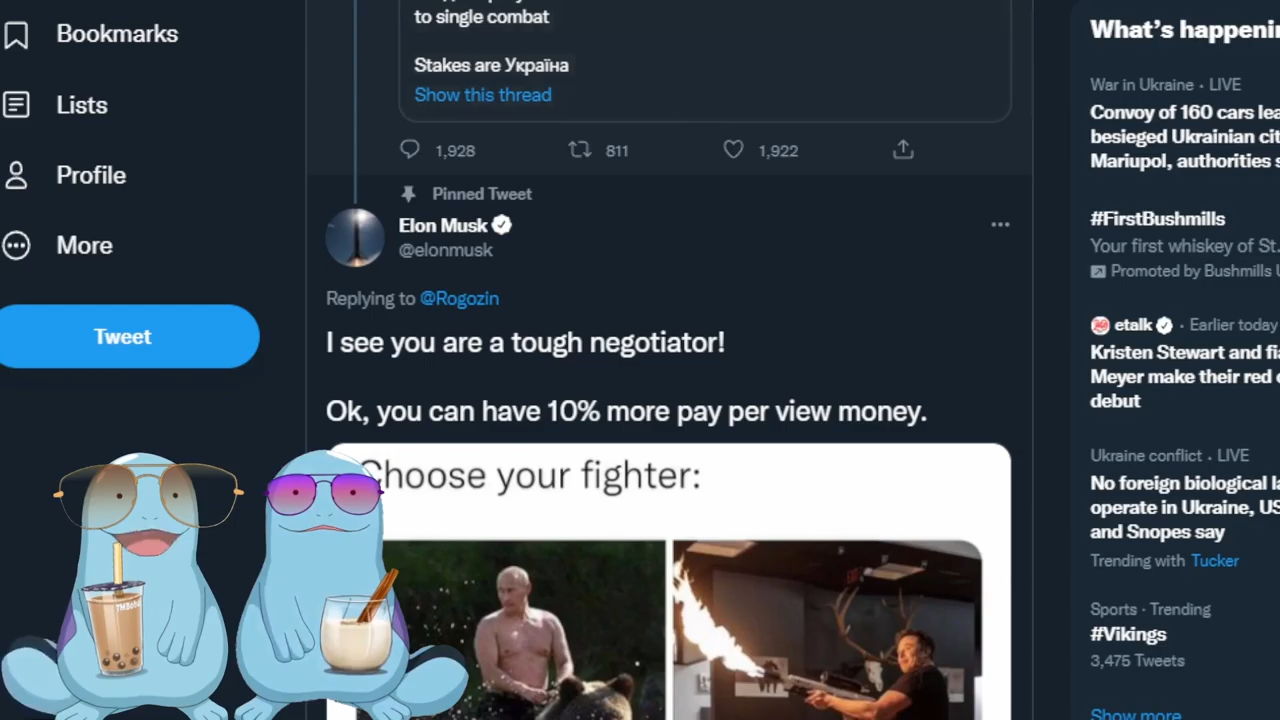 Bookmarks
Lists
Profile
More
Tweet
to single combat
Stakes are Україна
Show this thread
1,928
811
1,922
Pinned Tweet
Elon Musk
@elonmusk
Replying to @Rogozin
I see you are a tough negotiator!
Ok, you can have 10% more pay per view money.
Choose your fighter:
What's happenin
War in Ukraine · LIVE
Convoy of 160 cars lea
besieged Ukrainian cit
Mariupol, authorities s
#FirstBushmills
Your first whiskey of St.
Promoted by Bushmills U
etalk · Earlier today
Kristen Stewart and fia
Meyer make their red c
debut
Ukraine conflict · LIVE
No foreign biological la
operate in Ukraine, US
and Snopes say
Trending with Tucker
Sports · Trending
#Vikings
3,475 Tweets
Show more